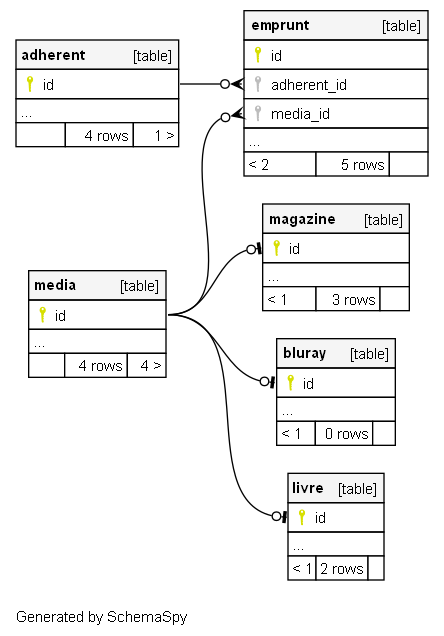 adherent [table]
id
...
4 rows 1 >
emprunt [table]
id
adherent_id
media_id
...
< 2 5 rows
magazine [table]
id
...
< 1 3 rows
media [table]
id
...
4 rows 4 >
bluray [table]
id
...
< 1 0 rows
livre [table]
id
...
< 1 2 rows
Generated by SchemaSpy